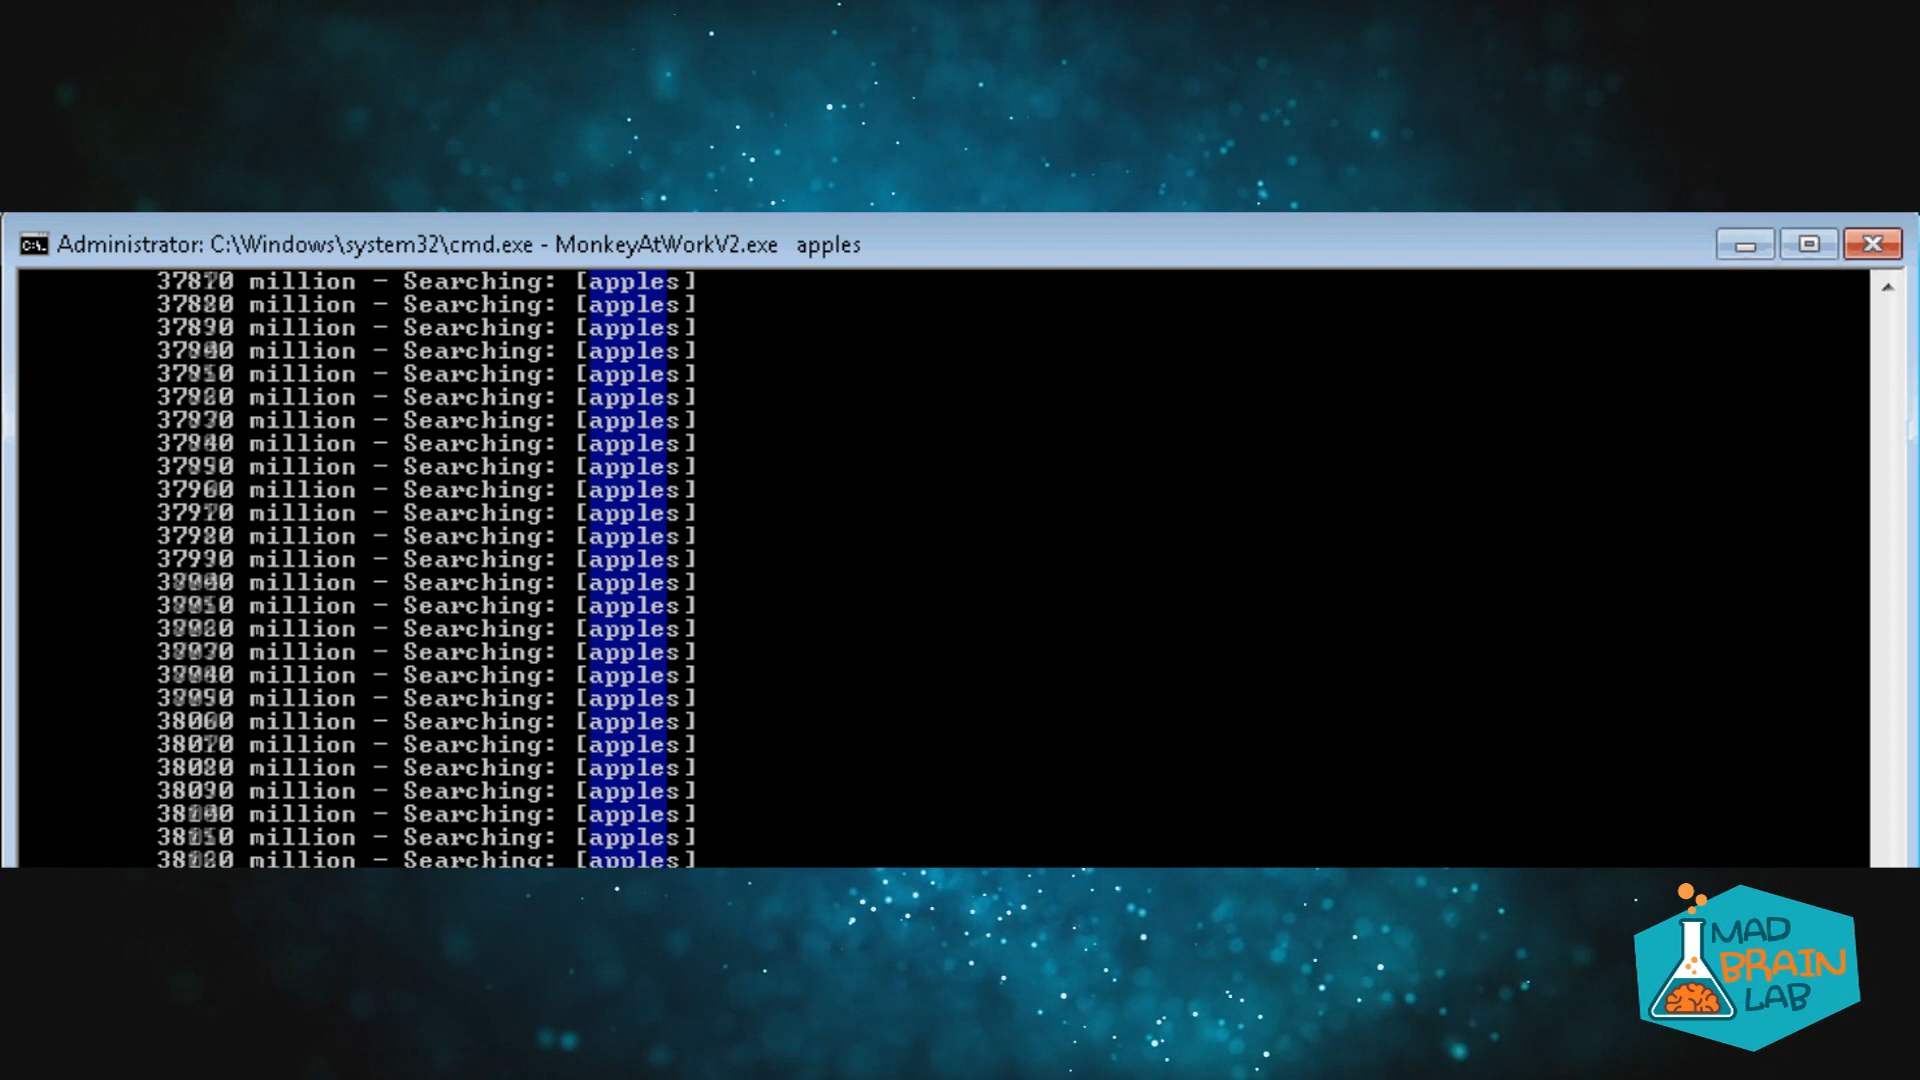 Administrator: C:\Windows\system32\cmd.exe - MonkeyAtWorkV2.exe apples
37870 million - Searching: [apples]
37880 million - Searching: [apples]
37890 million - Searching: [apples]
37900 million - Searching: [apples]
37910 million - Searching: [apples]
37920 million - Searching: [apples]
37930 million - Searching: [apples]
37940 million - Searching: [apples]
37950 million - Searching: [apples]
37960 million - Searching: [apples]
37970 million - Searching: [apples]
37980 million - Searching: [apples]
37990 million - Searching: [apples]
38000 million - Searching: [apples]
38010 million - Searching: [apples]
38020 million - Searching: [apples]
38030 million - Searching: [apples]
38040 million - Searching: [apples]
38050 million - Searching: [apples]
38060 million - Searching: [apples]
38070 million - Searching: [apples]
38080 million - Searching: [apples]
38090 million - Searching: [apples]
38100 million - Searching: [apples]
38110 million - Searching: [apples]
38120 million - Searching: [apples]
MAD
BRAIN
LAB